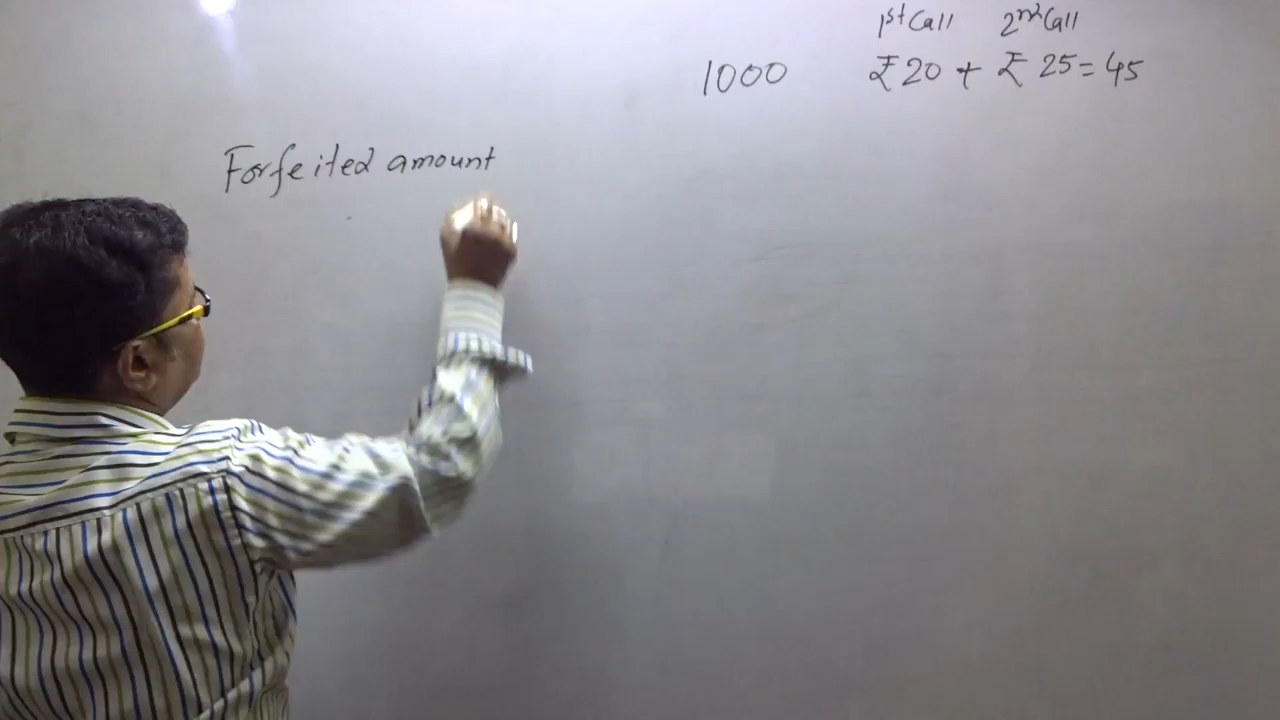 1st Call 2nd Call
1000 ₹ 20 + ₹ 25 = 45
Forfeited amount